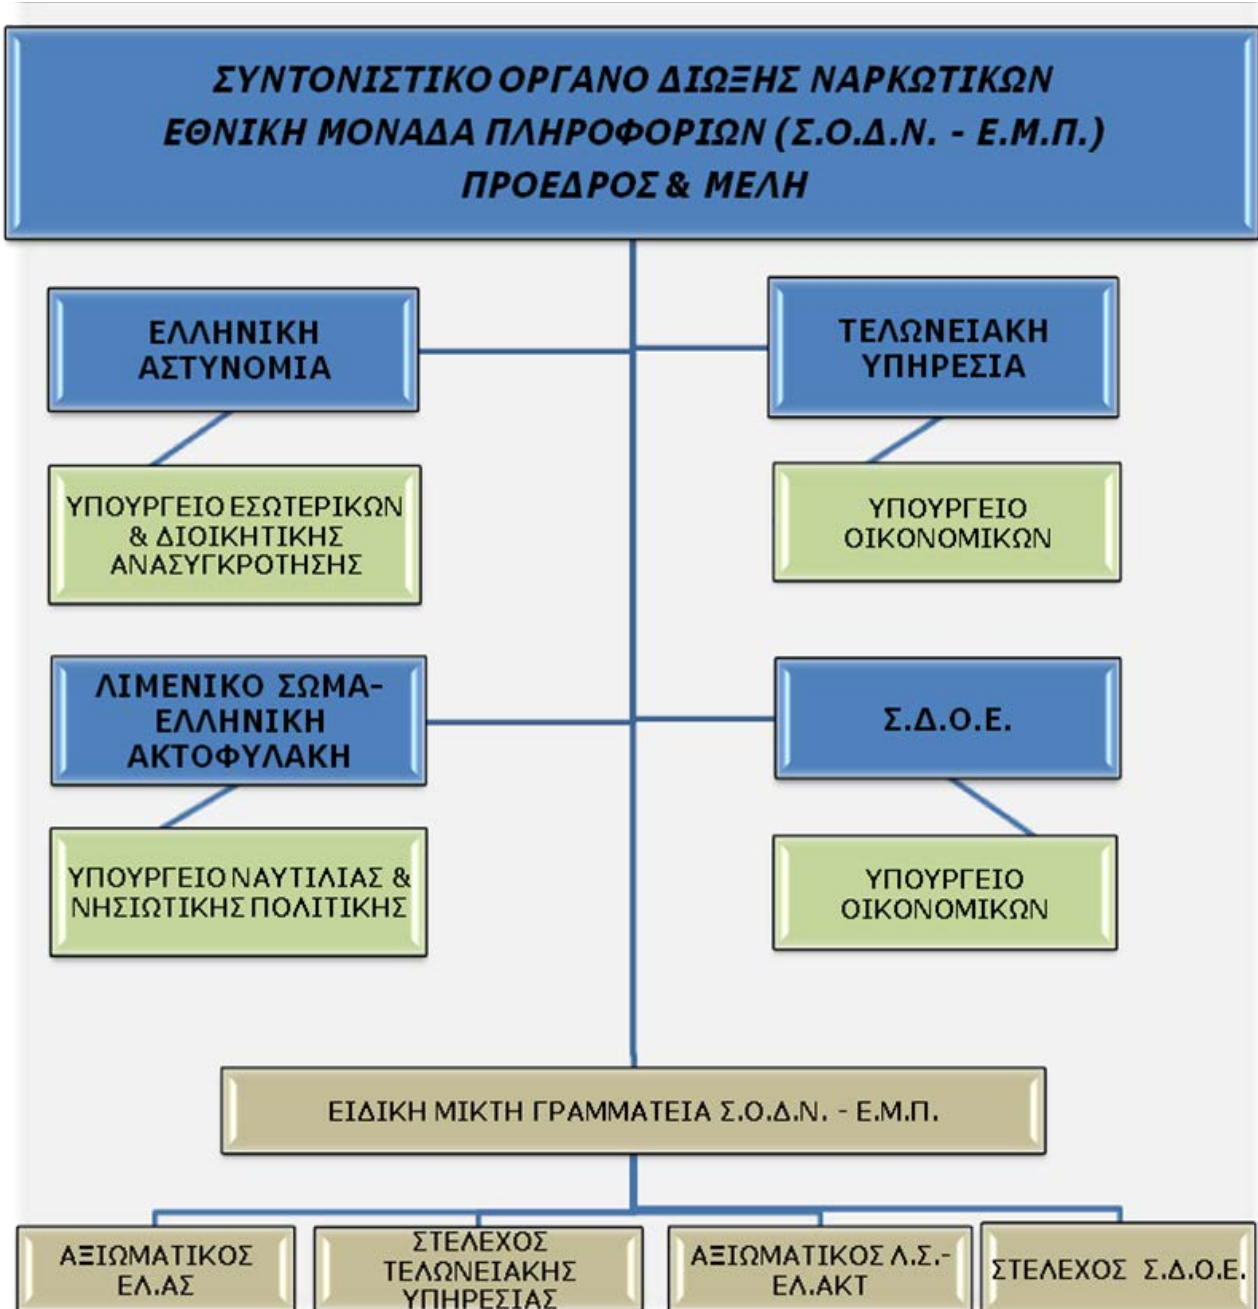 ΣΥΝΤΟΝΙΣΤΙΚΟ ΟΡΓΑΝΟ ΔΙΩΞΗΣ ΝΑΡΚΩΤΙΚΩΝ
ΕΘΝΙΚΗ ΜΟΝΑΔΑ ΠΛΗΡΟΦΟΡΙΩΝ (Σ.Ο.Δ.Ν. - Ε.Μ.Π.)
ΠΡΟΕΔΡΟΣ & ΜΕΛΗ
ΕΛΛΗΝΙΚΗ
ΑΣΤΥΝΟΜΙΑ
ΤΕΛΩΝΕΙΑΚΗ
ΥΠΗΡΕΣΙΑ
ΥΠΟΥΡΓΕΙΟ ΕΣΩΤΕΡΙΚΩΝ
& ΔΙΟΙΚΗΤΙΚΗΣ
ΑΝΑΣΥΓΚΡΟΤΗΣΗΣ
ΥΠΟΥΡΓΕΙΟ
ΟΙΚΟΝΟΜΙΚΩΝ
ΛΙΜΕΝΙΚΟ ΣΩΜΑ-
ΕΛΛΗΝΙΚΗ
ΑΚΤΟΦΥΛΑΚΗ
Σ.Δ.Ο.Ε.
ΥΠΟΥΡΓΕΙΟ ΝΑΥΤΙΛΙΑΣ &
ΝΗΣΙΩΤΙΚΗΣ ΠΟΛΙΤΙΚΗΣ
ΥΠΟΥΡΓΕΙΟ
ΟΙΚΟΝΟΜΙΚΩΝ
ΕΙΔΙΚΗ ΜΙΚΤΗ ΓΡΑΜΜΑΤΕΙΑ Σ.Ο.Δ.Ν. - Ε.Μ.Π.
ΑΞΙΩΜΑΤΙΚΟΣ
ΕΛ.ΑΣ
ΣΤΕΛΕΧΟΣ
ΤΕΛΩΝΕΙΑΚΗΣ
ΥΠΗΡΕΣΙΑΣ
ΑΞΙΩΜΑΤΙΚΟΣ Λ.Σ.-
ΕΛ.ΑΚΤ
ΣΤΕΛΕΧΟΣ Σ.Δ.Ο.Ε.